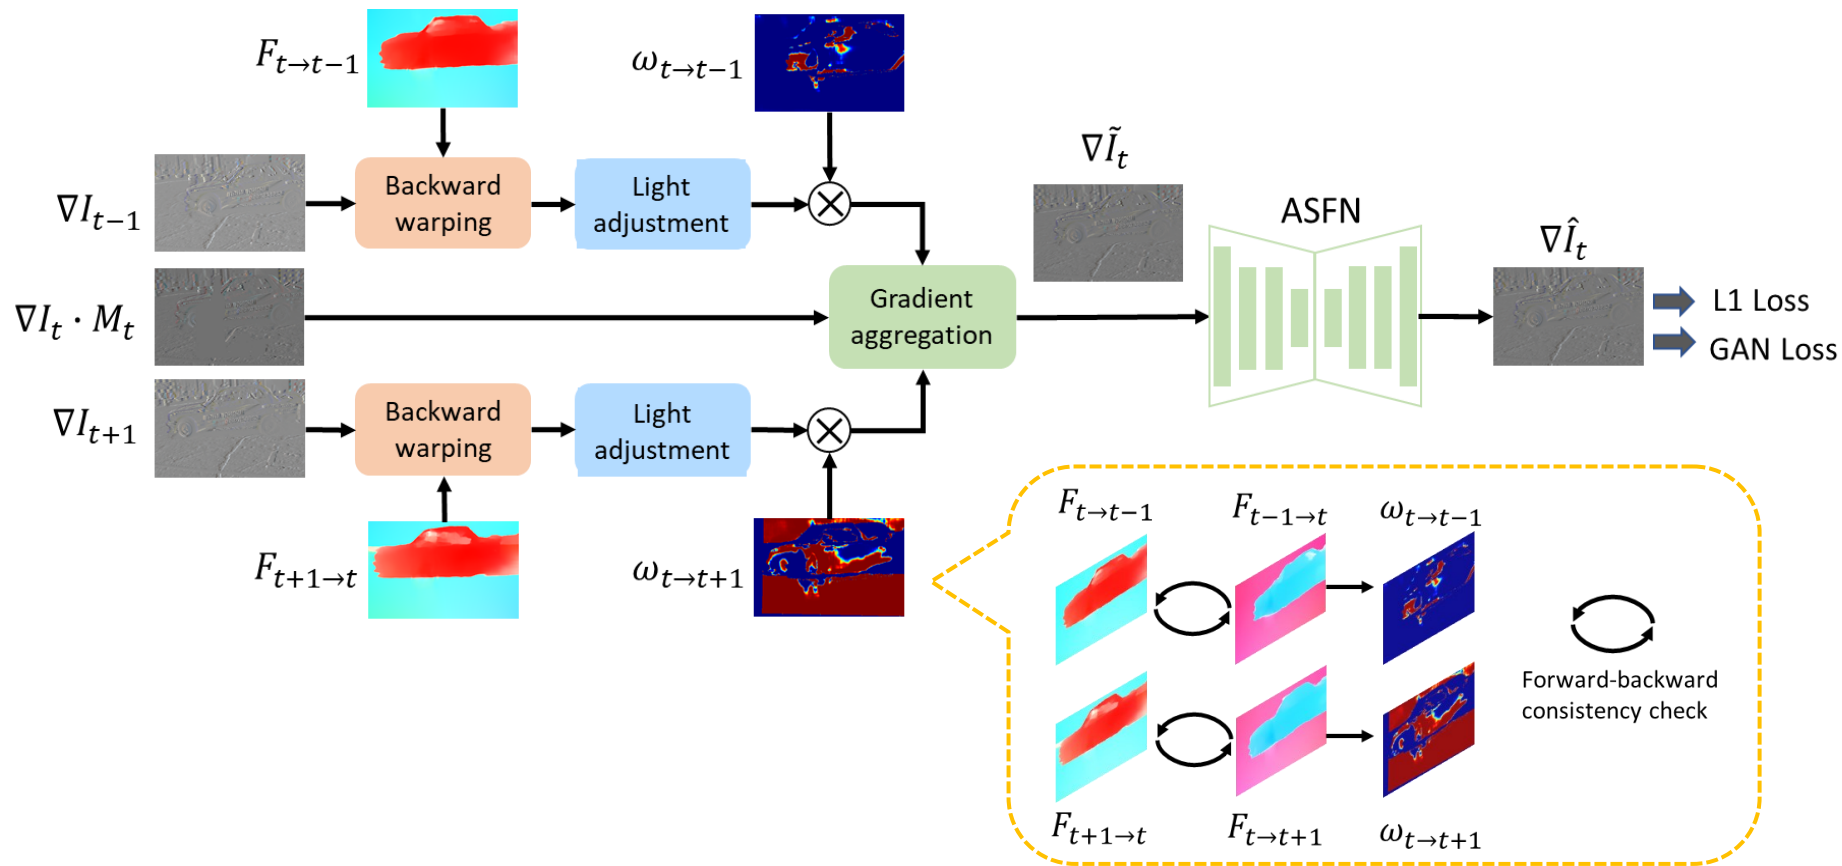 F_{t→t−1}
ω_{t→t−1}
∇I_{t−1}
Backward
warping
Light
adjustment
∇Ĩ_t
ASFN
∇Î_t
∇I_t · M_t
Gradient
aggregation
L1 Loss
GAN Loss
∇I_{t+1}
Backward
warping
Light
adjustment
F_{t+1→t}
ω_{t→t+1}
F_{t→t−1}
F_{t−1→t}
ω_{t→t−1}
Forward-backward
consistency check
F_{t+1→t}
F_{t→t+1}
ω_{t→t+1}